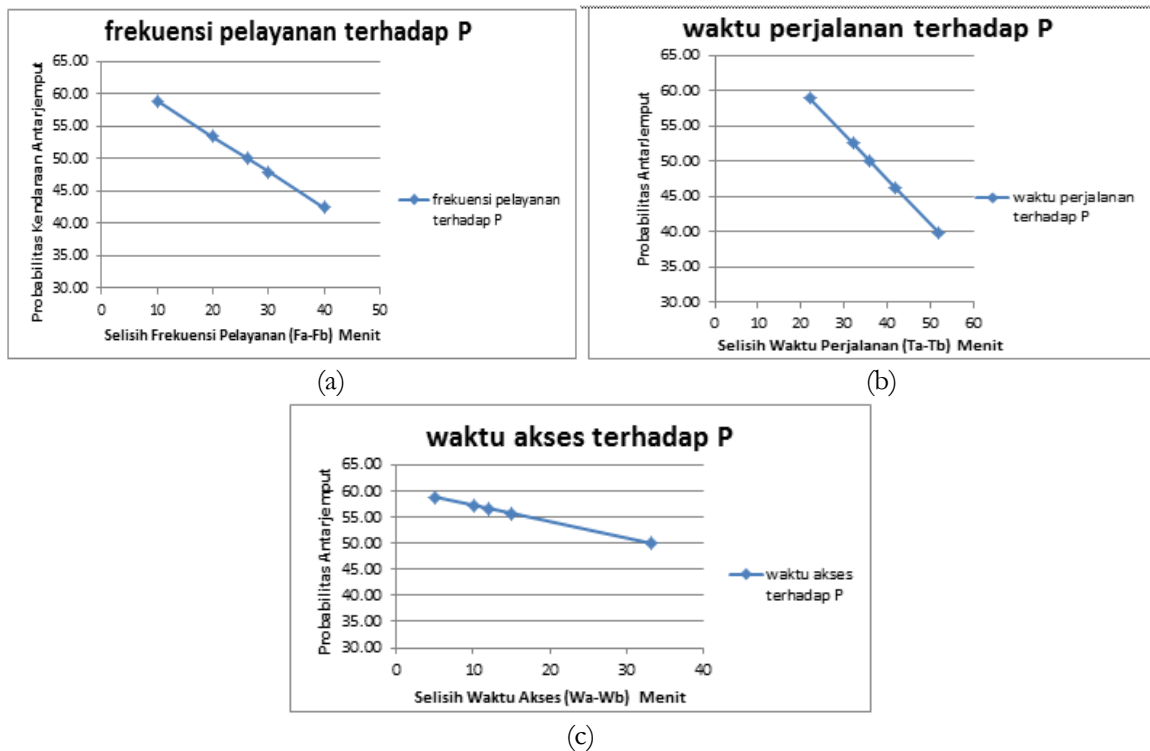 frekuensi pelayanan terhadap P
Probabilitas Kendaraan Antarjemput
65.00
60.00
55.00
50.00
45.00
40.00
35.00
30.00
0 10 20 30 40 50
Selisih Frekuensi Pelayanan (Fa-Fb) Menit
frekuensi pelayanan
terhadap P
(a)
waktu perjalanan terhadap P
Probabilitas Antarjemput
65.00
60.00
55.00
50.00
45.00
40.00
35.00
30.00
0 10 20 30 40 50 60
Selisih Waktu Perjalanan (Ta-Tb) Menit
waktu perjalanan
terhadap P
(b)
waktu akses terhadap P
Probabilitas Antarjemput
65.00
60.00
55.00
50.00
45.00
40.00
35.00
30.00
0 10 20 30 40
Selisih Waktu Akses (Wa-Wb) Menit
waktu akses
terhadap P
(c)